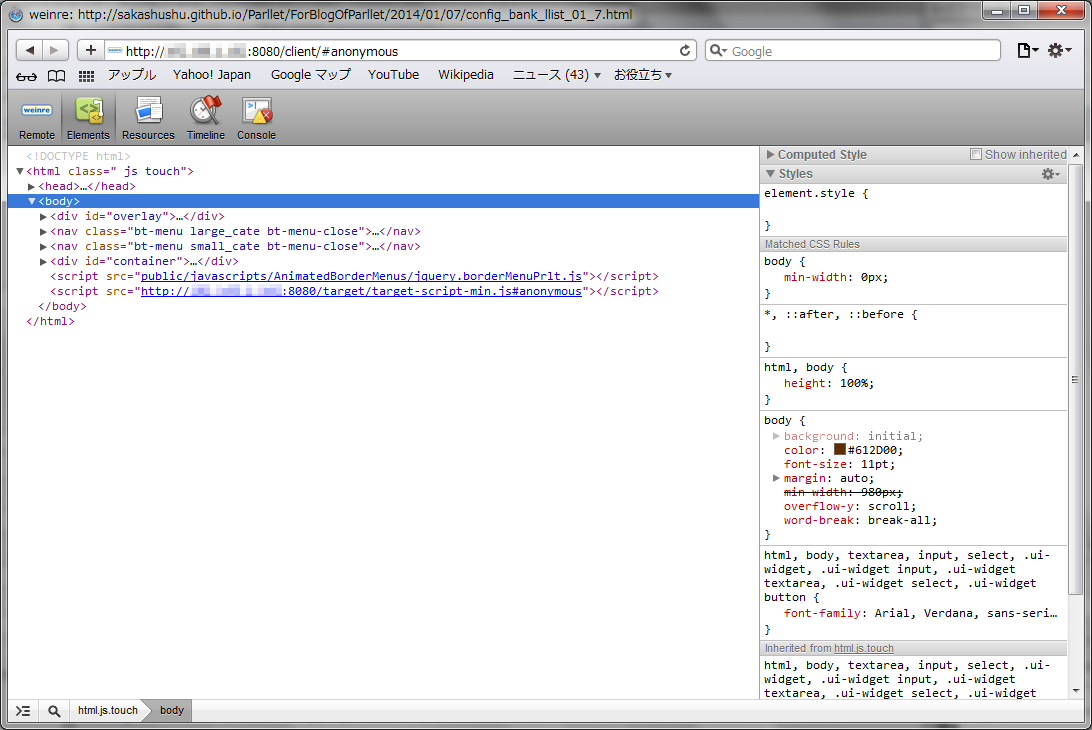 weinre: http://sakashushu.github.io/Parllet/ForBlogOfParllet/2014/01/07/config_bank_llist_01_7.html
http:// :8080/client/#anonymous
Google
アップル Yahoo! Japan Google マップ YouTube Wikipedia ニュース (43) お役立ち
weinre
Remote Elements Resources Timeline Console
<!DOCTYPE html>
<html class=" js touch">
<head>…</head>
<body>
<div id="overlay">…</div>
<nav class="bt-menu large_cate bt-menu-close">…</nav>
<nav class="bt-menu small_cate bt-menu-close">…</nav>
<div id="container">…</div>
<script src="public/javascripts/AnimatedBorderMenus/jquery.borderMenuPrlt.js"></script>
<script src="http:// :8080/target/target-script-min.js#anonymous"></script>
</body>
</html>
Computed Style Show inherited
Styles
element.style {
}
Matched CSS Rules
body {
min-width: 0px;
}
*, ::after, ::before {
}
html, body {
height: 100%;
}
body {
background: initial;
color: #612D00;
font-size: 11pt;
margin: auto;
min-width: 980px;
overflow-y: scroll;
word-break: break-all;
}
html, body, textarea, input, select, .ui-
widget, .ui-widget input, .ui-widget
textarea, .ui-widget select, .ui-widget
button {
font-family: Arial, Verdana, sans-seri…
}
Inherited from html.js.touch
html, body, textarea, input, select, .ui-
widget, .ui-widget input, .ui-widget
textarea, .ui-widget select, .ui-widget
html.js.touch body